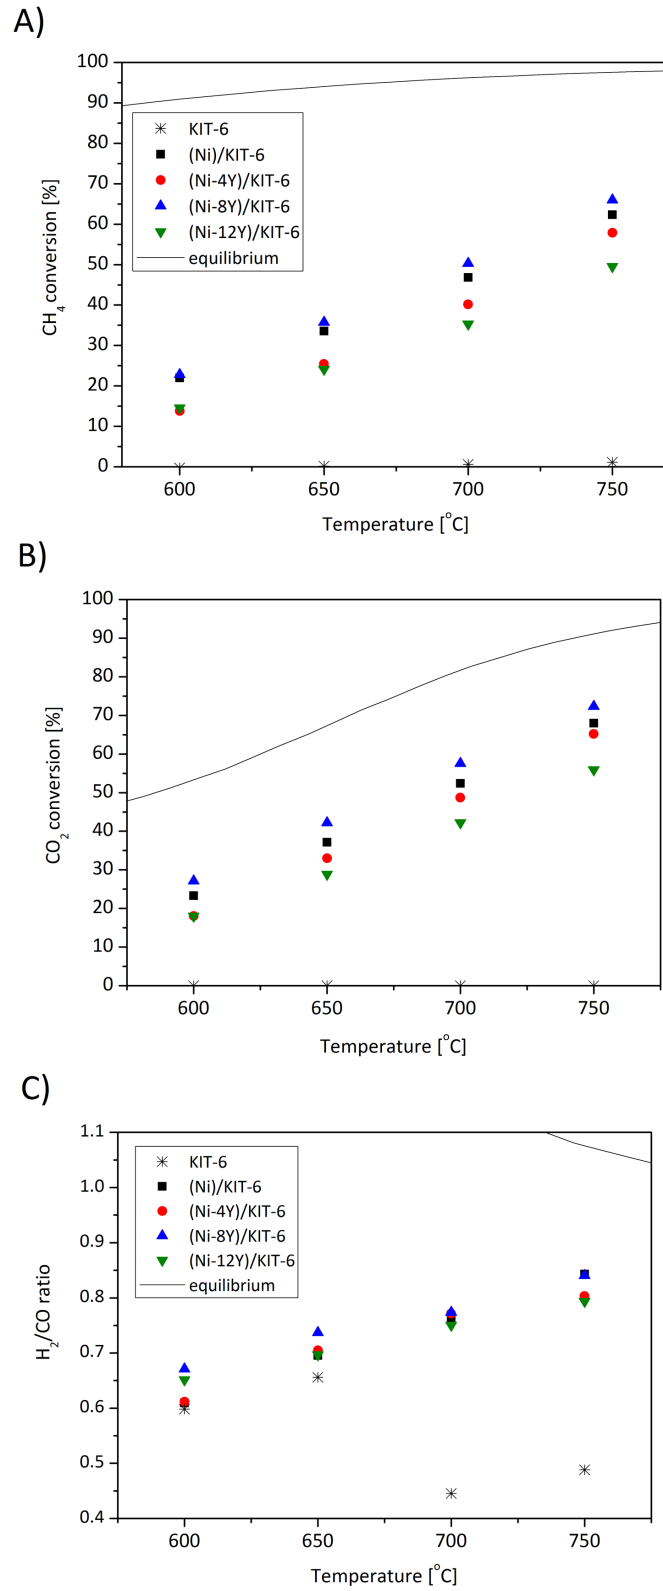 A)
100
90
80
70
60
50
40
30
20
10
0
CH4 conversion [%]
KIT-6
(Ni)/KIT-6
(Ni-4Y)/KIT-6
(Ni-8Y)/KIT-6
(Ni-12Y)/KIT-6
equilibrium
600 650 700 750
Temperature [°C]
B)
100
90
80
70
60
50
40
30
20
10
0
CO2 conversion [%]
600 650 700 750
Temperature [°C]
C)
1.1
1.0
0.9
0.8
0.7
0.6
0.5
0.4
H2/CO ratio
KIT-6
(Ni)/KIT-6
(Ni-4Y)/KIT-6
(Ni-8Y)/KIT-6
(Ni-12Y)/KIT-6
equilibrium
600 650 700 750
Temperature [°C]